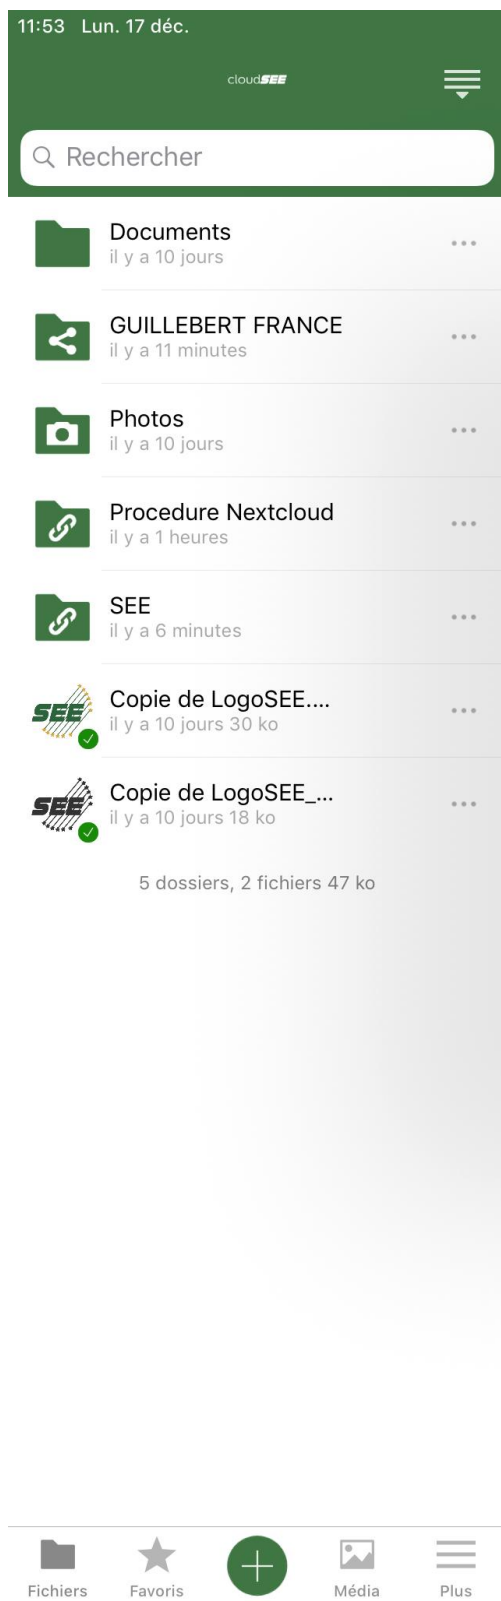 11:53 Lun. 17 déc.
cloudSEE
Rechercher
Documents
il y a 10 jours
GUILLEBERT FRANCE
il y a 11 minutes
Photos
il y a 10 jours
Procedure Nextcloud
il y a 1 heures
SEE
il y a 6 minutes
SEE
Copie de LogoSEE....
il y a 10 jours 30 ko
SEE
Copie de LogoSEE_...
il y a 10 jours 18 ko
5 dossiers, 2 fichiers 47 ko
Fichiers Favoris Média Plus